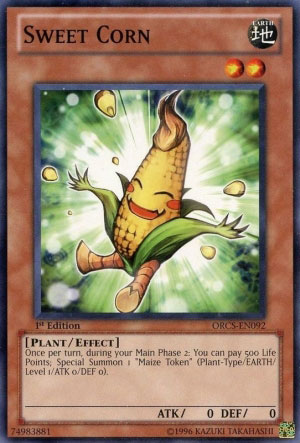 SWEET CORN
EARTH
地
1st Edition
ORCS-EN092
[PLANT/EFFECT]
Once per turn, during your Main Phase 2: You can pay 500 Life
Points; Special Summon 1 "Maize Token" (Plant-Type/EARTH/
Level 1/ATK 0/DEF 0).
ATK/ 0 DEF/ 0
74983881
©1996 KAZUKI TAKAHASHI